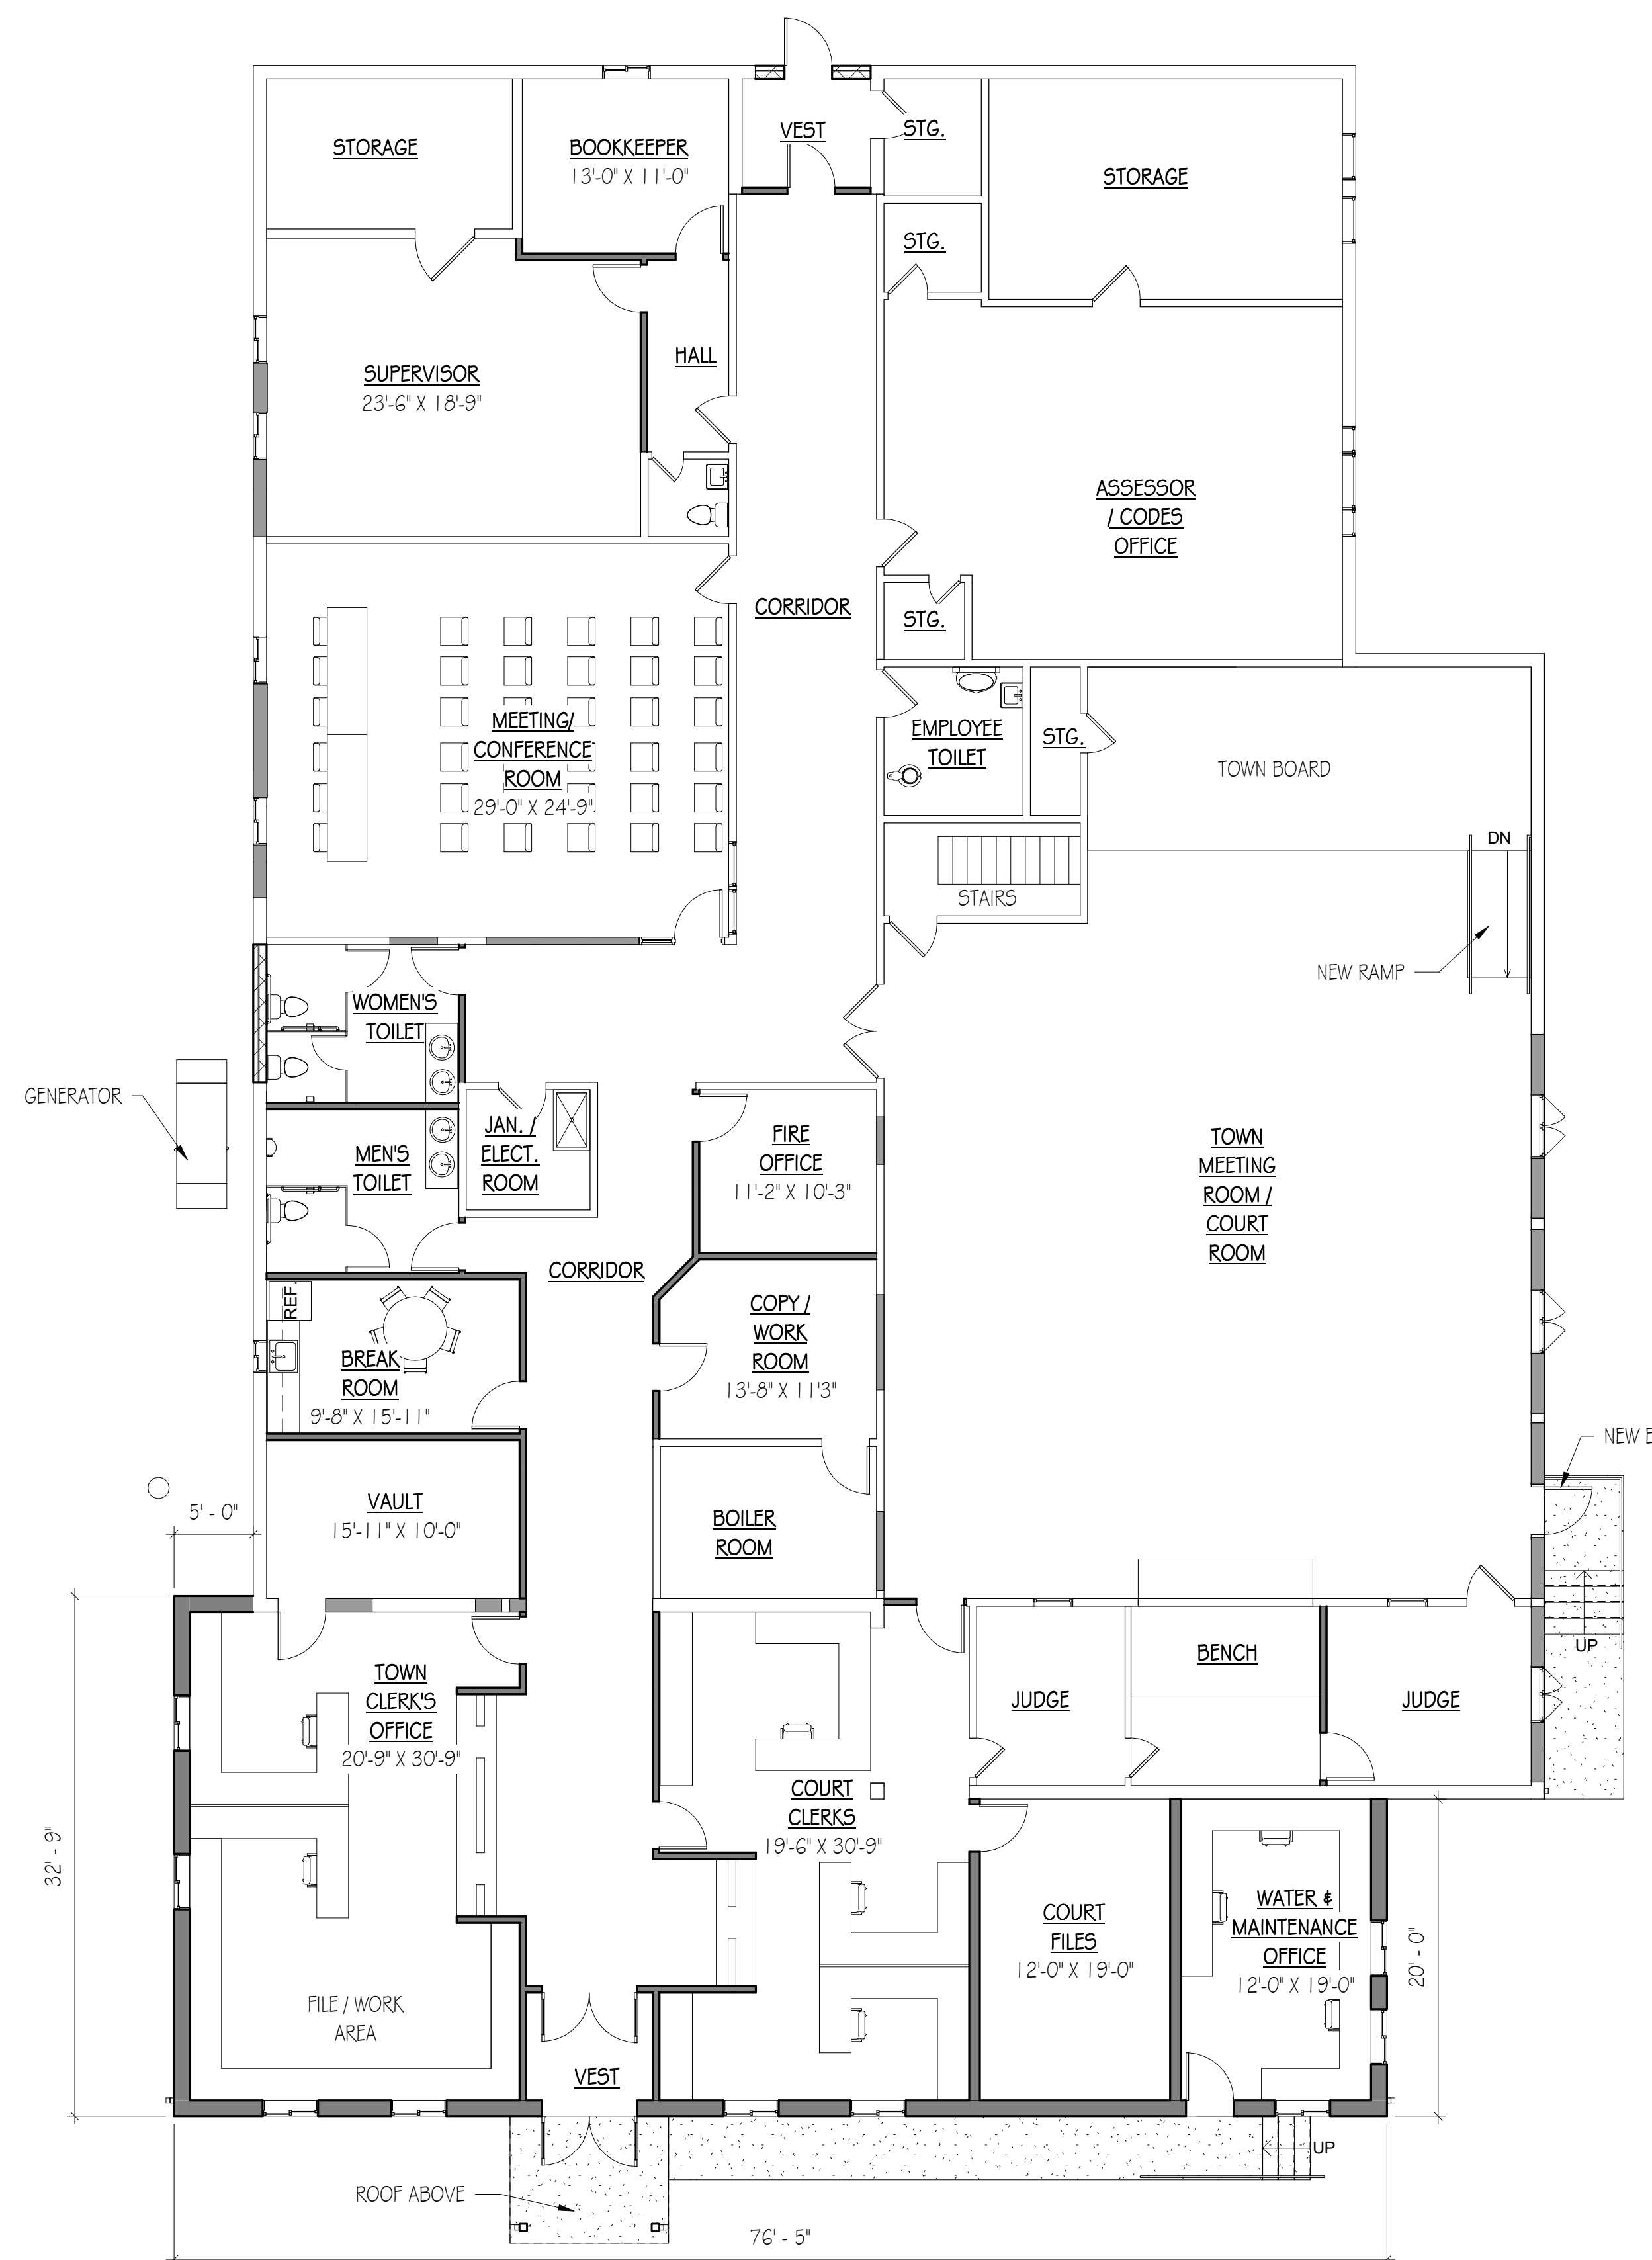 VEST
STG.
STORAGE
BOOKKEEPER
13'-0" X 11'-0"
STORAGE
STG.
HALL
SUPERVISOR
23'-6" X 18'-9"
ASSESSOR
/ CODES
OFFICE
CORRIDOR
STG.
MEETING/
CONFERENCE
ROOM
29'-0" X 24'-9"
EMPLOYEE
TOILET
STG.
TOWN BOARD
DN
STAIRS
NEW RAMP
WOMEN'S
TOILET
GENERATOR
JAN. /
ELECT.
ROOM
MEN'S
TOILET
FIRE
OFFICE
11'-2" X 10'-3"
TOWN
MEETING
ROOM /
COURT
ROOM
CORRIDOR
REF.
BREAK
ROOM
9'-8" X 15'-11"
COPY /
WORK
ROOM
13'-8" X 11'3"
NEW E
VAULT
15'-11" X 10'-0"
5' - 0"
BOILER
ROOM
UP
BENCH
JUDGE
JUDGE
TOWN
CLERK'S
OFFICE
20'-9" X 30'-9"
COURT
CLERKS
19'-6" X 30'-9"
32' - 9"
COURT
FILES
12'-0" X 19'-0"
WATER &
MAINTENANCE
OFFICE
12'-0" X 19'-0"
20' - 0"
FILE / WORK
AREA
VEST
UP
ROOF ABOVE
76' - 5"